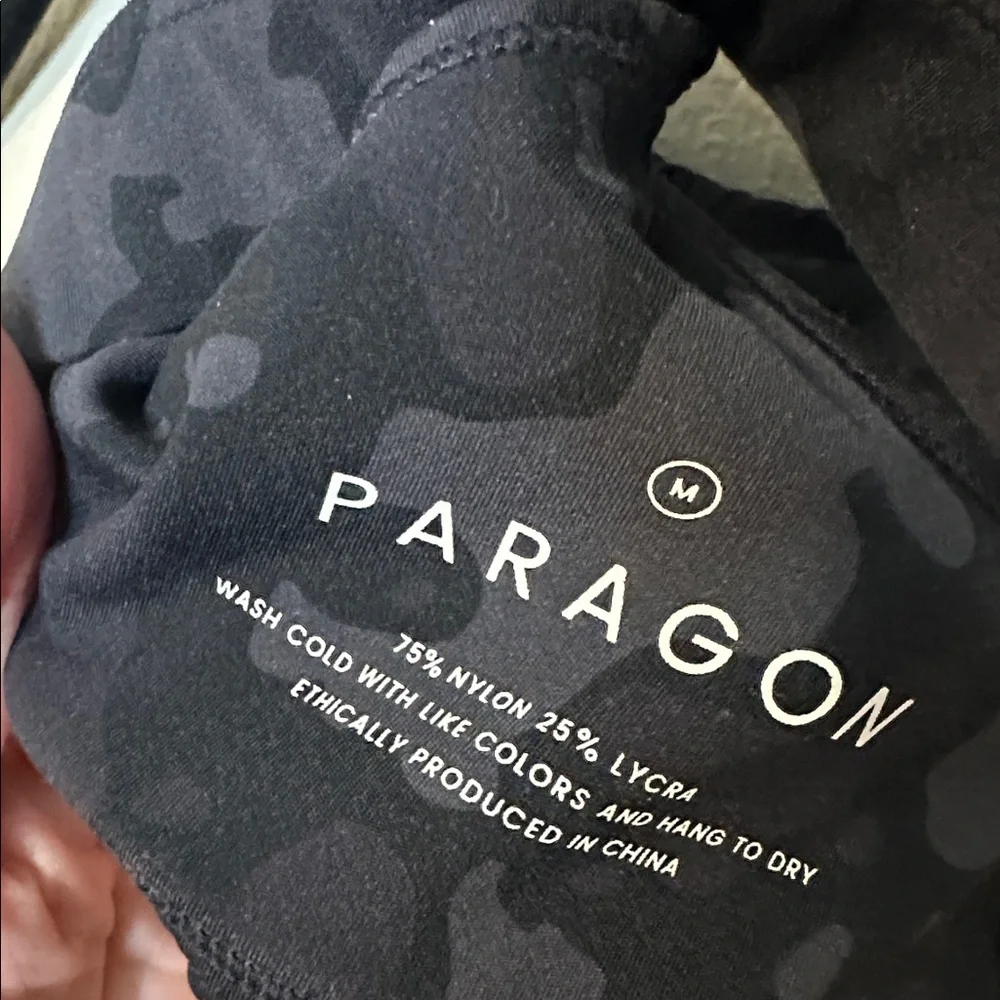 M
PARAGON
75% NYLON 25% LYCRA
WASH COLD WITH LIKE COLORS AND HANG TO DRY
ETHICALLY PRODUCED IN CHINA